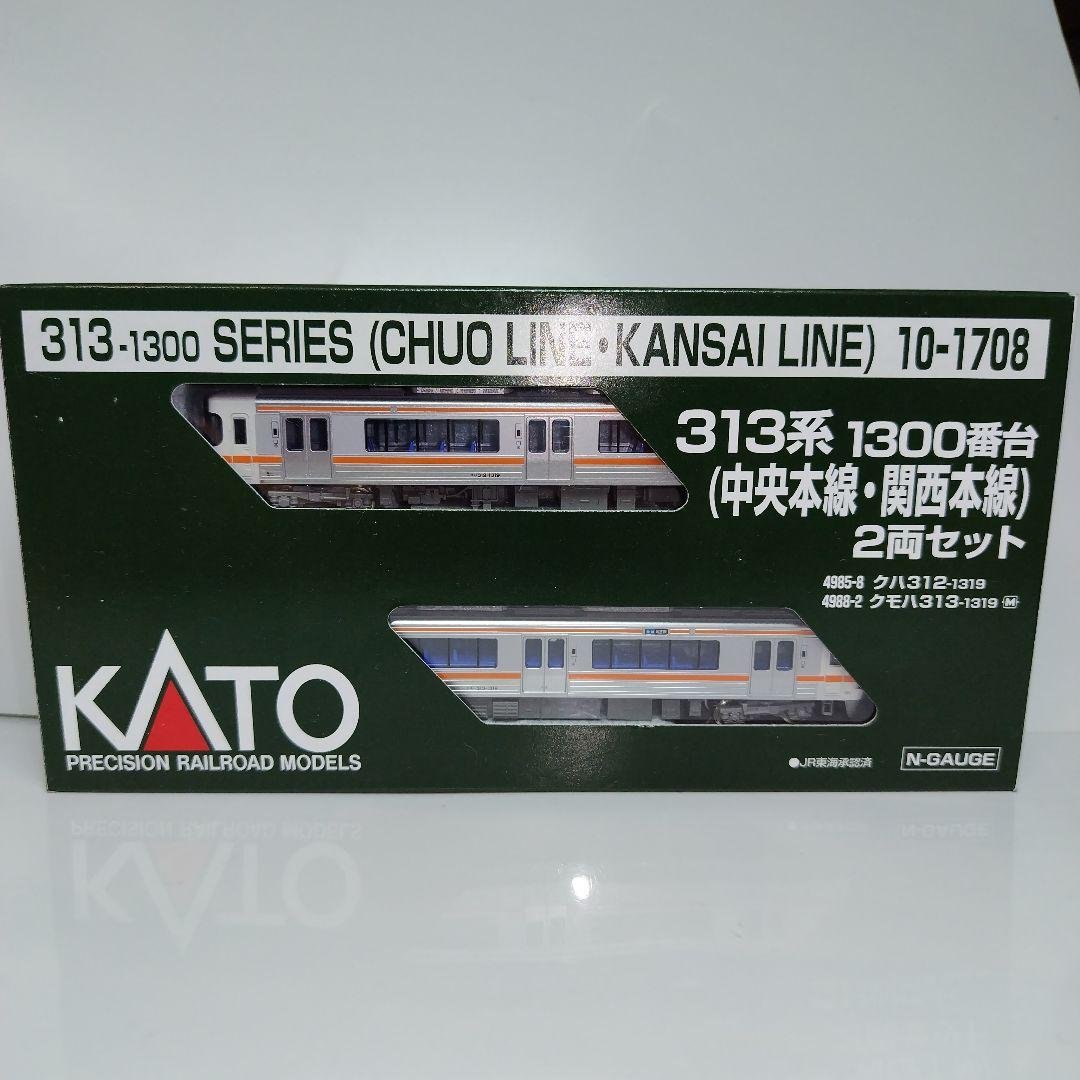 313-1300 SERIES (CHUO LINE・KANSAI LINE) 10-1708
313系 1300番台
(中央本線・関西本線)
2両セット
4985-8 クハ312-1319
4988-2 クモハ313-1319 M
KATO
PRECISION RAILROAD MODELS
●JR東海承認済
N-GAUGE